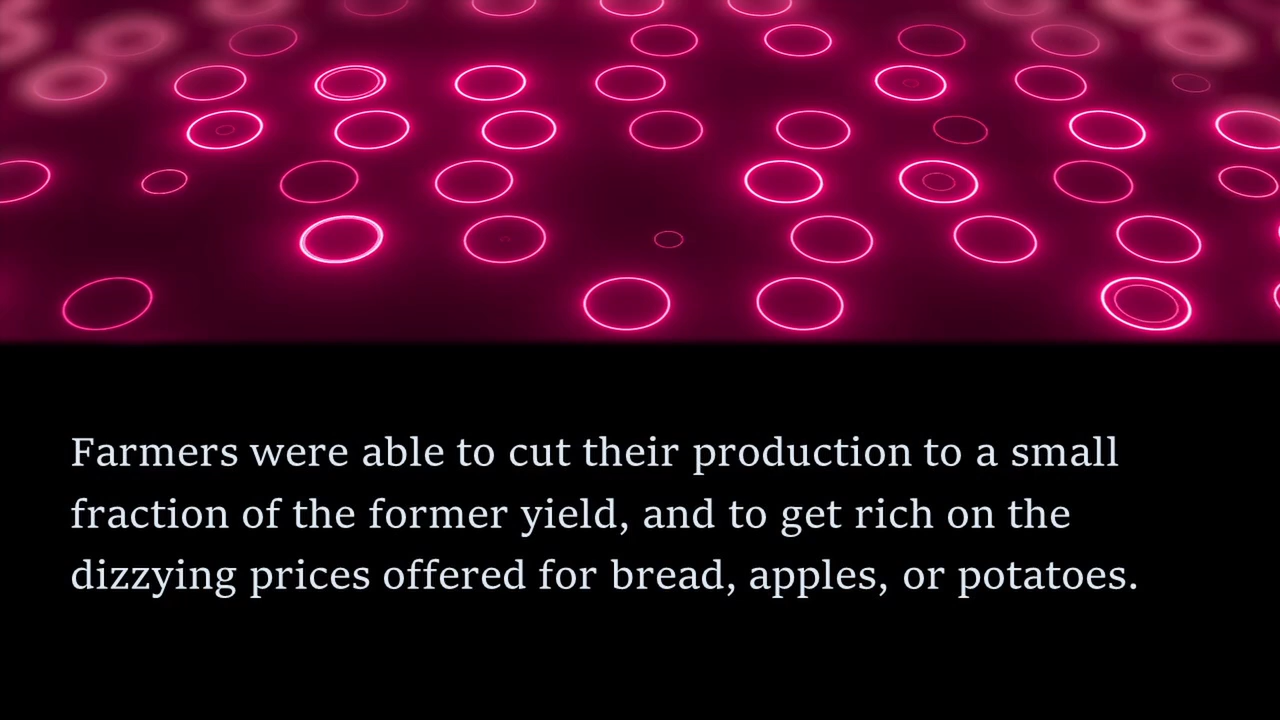 Farmers were able to cut their production to a small
fraction of the former yield, and to get rich on the
dizzying prices offered for bread, apples, or potatoes.